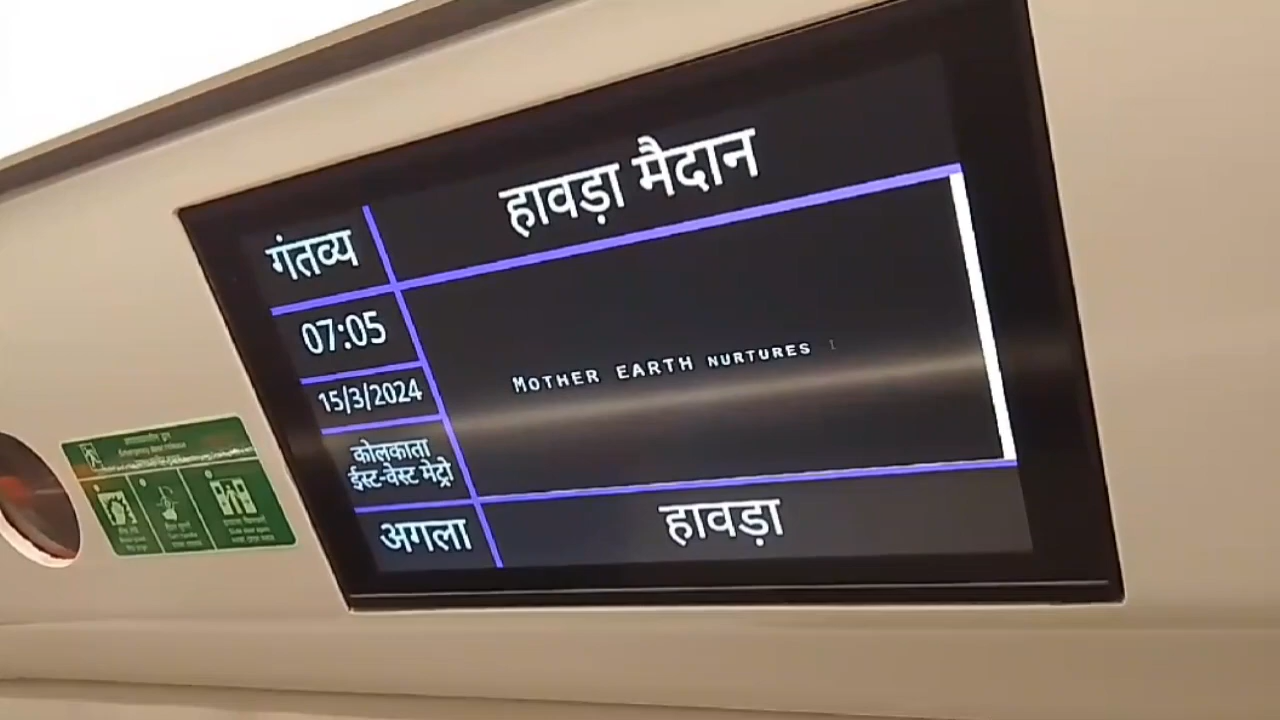 हावड़ा मैदान
गंतव्य
07:05
15/3/2024
MOTHER EARTH NURTURES
कोलकाता
ईस्ट-वेस्ट मेट्रो
अगला
हावड़ा